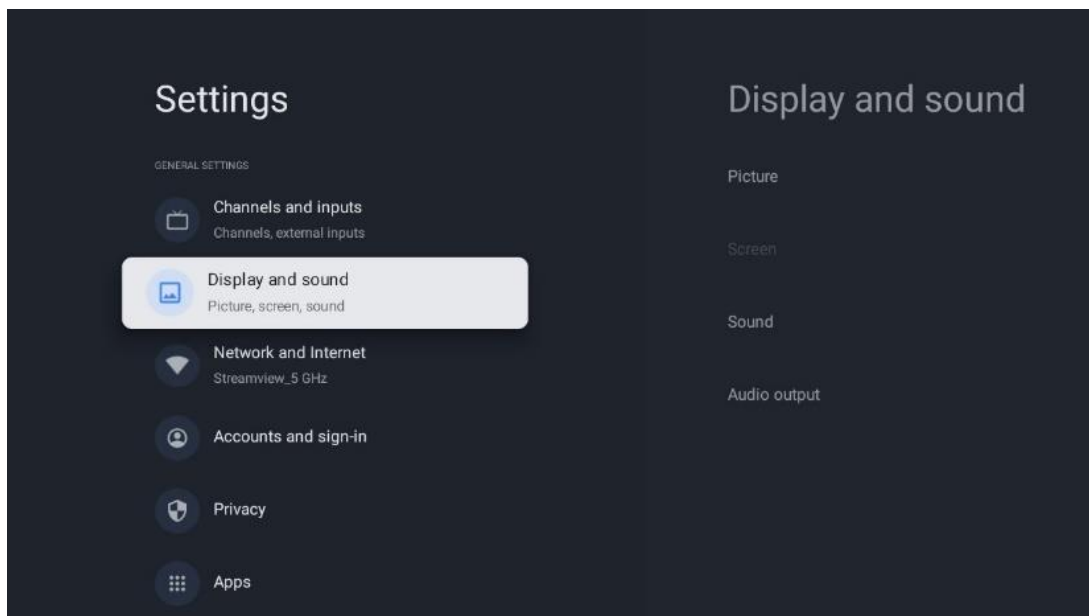 Settings
GENERAL SETTINGS
Channels and inputs
Channels, external inputs
Display and sound
Picture, screen, sound
Network and Internet
Streamview_5 GHz
Accounts and sign-in
Privacy
Apps
Display and sound
Picture
Screen
Sound
Audio output